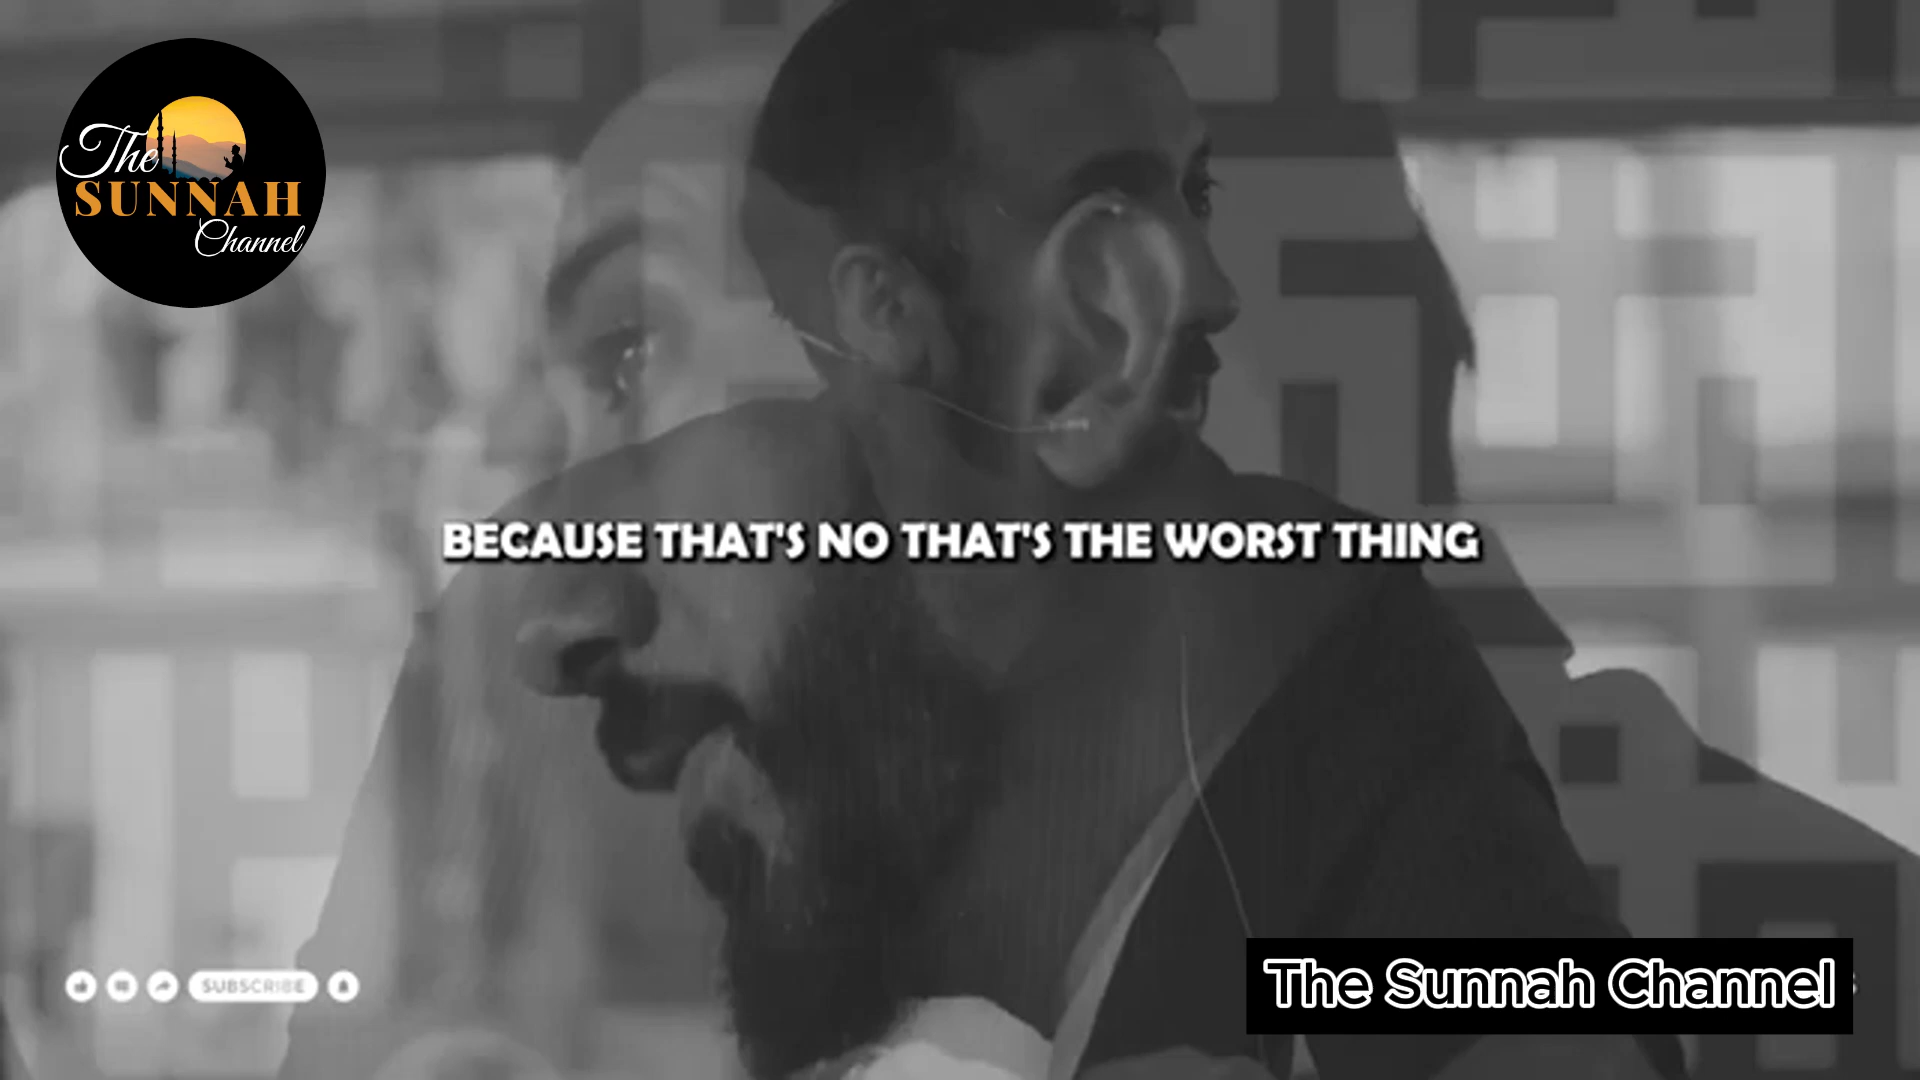 The
SUNNAH
Channel
BECAUSE THAT'S NO THAT'S THE WORST THING
SUBSCRIBE
The Sunnah Channel